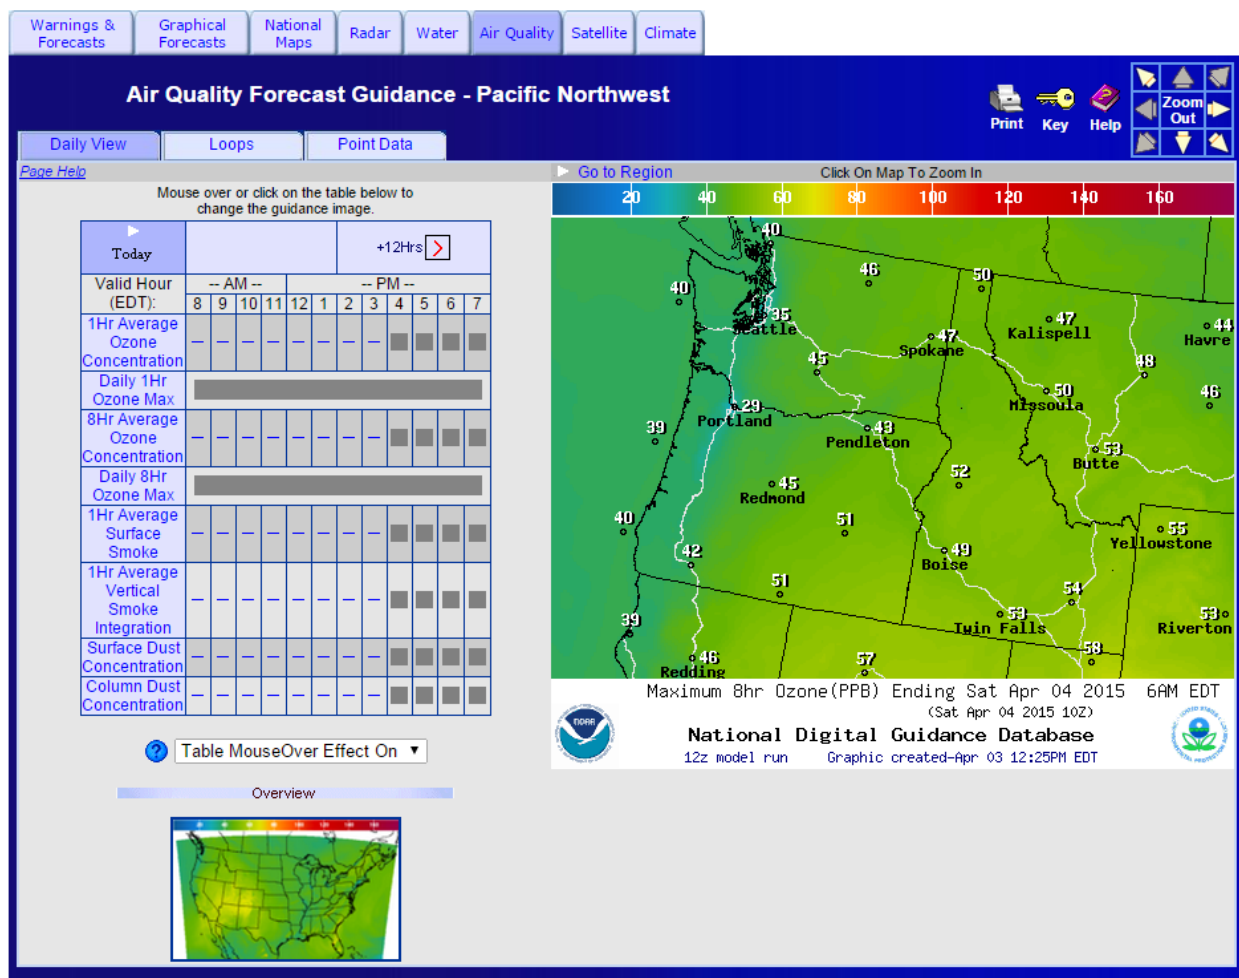 Warnings &
Forecasts
Graphical
Forecasts
National
Maps
Radar
Water
Air Quality
Satellite
Climate
Air Quality Forecast Guidance - Pacific Northwest
Print
Key
Help
Zoom
Out
Daily View
Loops
Point Data
Page Help
Mouse over or click on the table below to
change the guidance image.
Today
+12Hrs
Valid Hour
(EDT):
-- AM --
-- PM --
8 9 10 11 12 1 2 3 4 5 6 7
1Hr Average
Ozone
Concentration
Daily 1Hr
Ozone Max
8Hr Average
Ozone
Concentration
Daily 8Hr
Ozone Max
1Hr Average
Surface
Smoke
1Hr Average
Vertical
Smoke
Integration
Surface Dust
Concentration
Column Dust
Concentration
Table MouseOver Effect On
Overview
Go to Region
Click On Map To Zoom In
20 40 60 80 100 120 140 160
40
46
50
40
35
Seattle
47
Spokane
47
Kalispell
44
Havre
45
48
50
Missoula
46
29
Portland
39
43
Pendleton
53
Butte
52
45
Redmond
40
51
55
Yellowstone
42
49
Boise
51
54
39
53
Twin Falls
53
Riverton
46
Redding
57
58
Maximum 8hr Ozone(PPB) Ending Sat Apr 04 2015 6AM EDT
(Sat Apr 04 2015 10Z)
National Digital Guidance Database
12z model run Graphic created-Apr 03 12:25PM EDT
NOAA